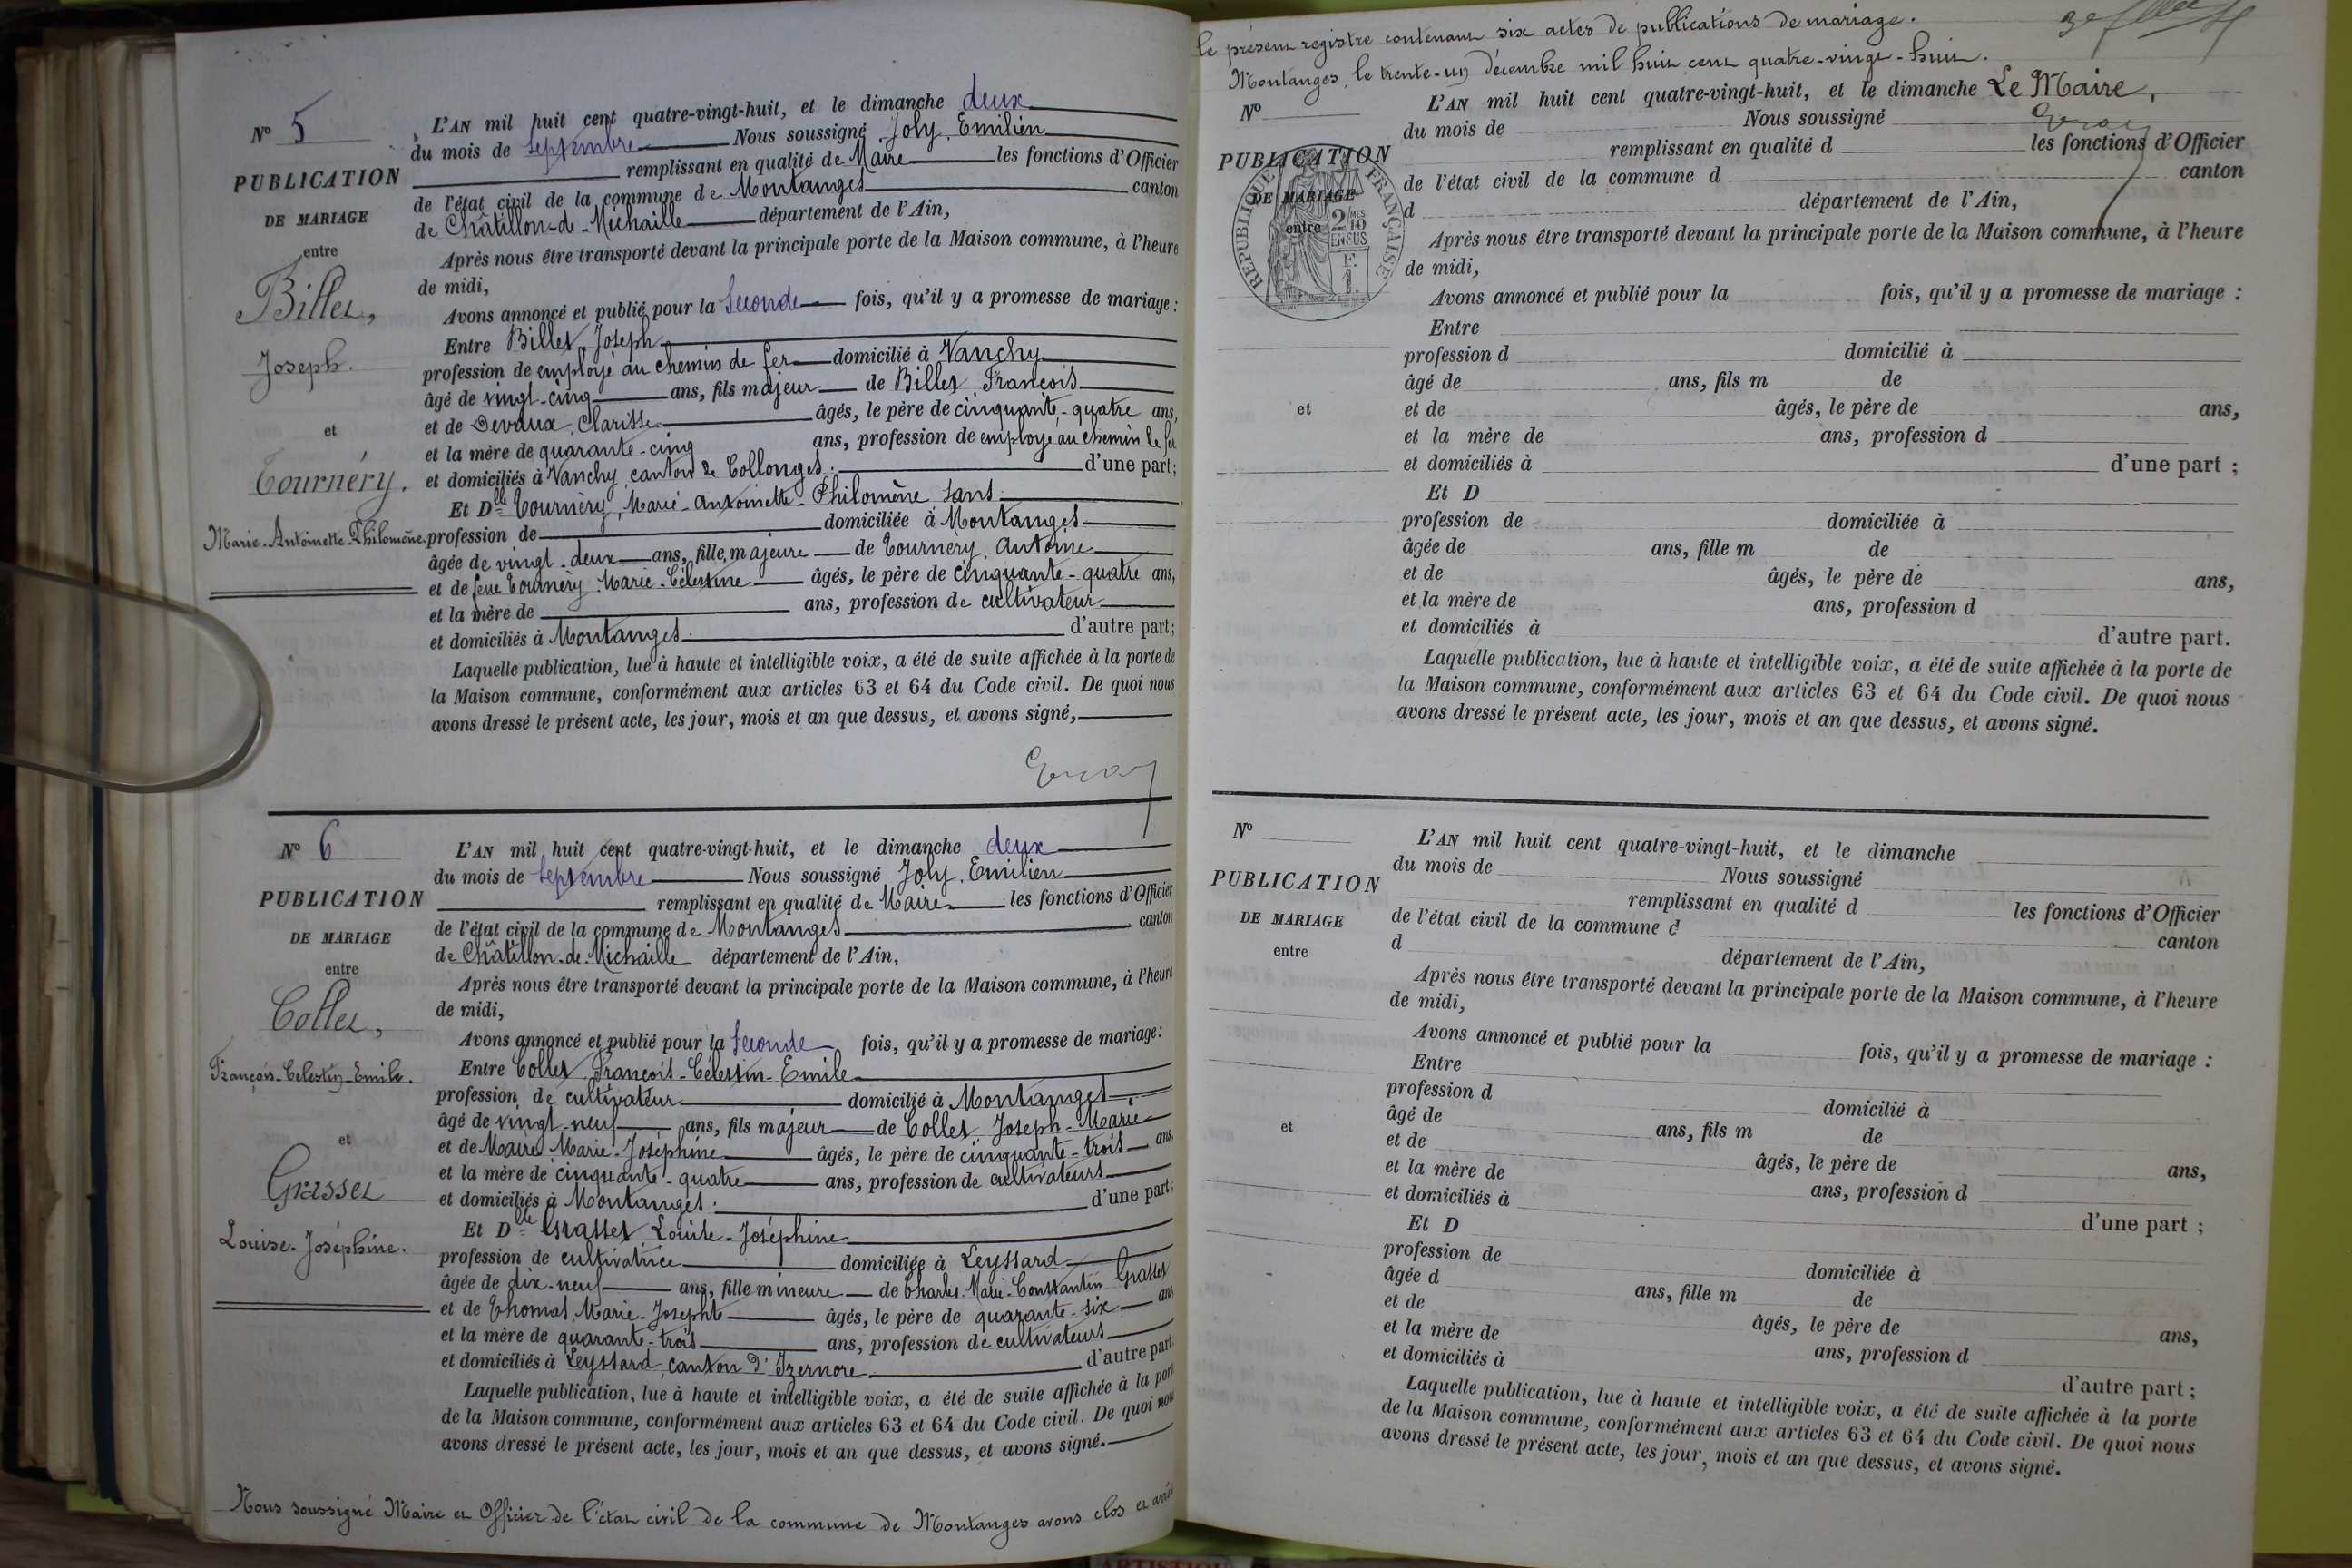 N° 5
PUBLICATION
DE MARIAGE
entre
Billet,
Joseph.
et
Tournéry.
Marie-Antoinette-Philomène.
L'AN mil huit cent quatre-vingt-huit, et le dimanche deux
du mois de Septembre Nous soussigné Joly, Emilien
remplissant en qualité de Maire les fonctions d'Officier
de l'état civil de la commune de Montanges canton
de Châtillon-de-Michaille département de l'Ain,
Après nous être transporté devant la principale porte de la Maison commune, à l'heure
de midi,
Avons annoncé et publié pour la Seconde fois, qu'il y a promesse de mariage :
Entre Billet, Joseph
profession de employé au chemin de fer domicilié à Vanchy
âgé de vingt-cinq ans, fils majeur de Billet, François
et de Devaux, Clarisse âgés, le père de cinquante-quatre ans,
et la mère de quarante-cinq ans, profession de employé au chemin de fer
et domiciliés à Vanchy, canton de Collonges. d'une part;
Et Dlle Tournéry, Marie-Antoinette-Philomène, sans
profession de domiciliée à Montanges
âgée de vingt-deux ans, fille majeure de Tournéry, Antoine
et de feue Tournéry, Marie-Célestine âgés, le père de cinquante-quatre ans,
et la mère de ans, profession de cultivateur
et domiciliés à Montanges d'autre part;
Laquelle publication, lue à haute et intelligible voix, a été de suite affichée à la porte de
la Maison commune, conformément aux articles 63 et 64 du Code civil. De quoi nous
avons dressé le présent acte, les jour, mois et an que dessus, et avons signé,
N° 6
PUBLICATION
DE MARIAGE
entre
Collet,
François-Célestin-Emile.
et
Grasset
Louise-Joséphine.
L'AN mil huit cent quatre-vingt-huit, et le dimanche deux
du mois de Septembre Nous soussigné Joly, Emilien
remplissant en qualité de Maire les fonctions d'Officier
de l'état civil de la commune de Montanges canton
de Châtillon-de-Michaille département de l'Ain,
Après nous être transporté devant la principale porte de la Maison commune, à l'heure
de midi,
Avons annoncé et publié pour la Seconde fois, qu'il y a promesse de mariage :
Entre Collet, François-Célestin-Emile
profession de cultivateur domicilié à Montanges
âgé de vingt-neuf ans, fils majeur de Collet, Joseph-Marie
et de Maire, Marie-Joséphine âgés, le père de cinquante-trois ans,
et la mère de cinquante-quatre ans, profession de cultivateurs
et domiciliés à Montanges. d'une part;
Et Dlle Grasset, Louise-Joséphine
profession de cultivatrice domiciliée à Leyssard
âgée de dix-neuf ans, fille mineure de Charles-Marie-Constantin Grasset
et de Thomas, Marie-Josephte âgés, le père de quarante-six ans
et la mère de quarante-trois ans, profession de cultivateurs
et domiciliés à Leyssard, canton d'Izernore d'autre part.
Laquelle publication, lue à haute et intelligible voix, a été de suite affichée à la porte
de la Maison commune, conformément aux articles 63 et 64 du Code civil. De quoi nous
avons dressé le présent acte, les jour, mois et an que dessus, et avons signé.
Nous soussigné Maire et Officier de l'état civil de la commune de Montanges avons clos et arrêté
le présent registre contenant six actes de publications de mariage.
Montanges, le trente-un décembre mil huit cent quatre-vingt-huit.
Le Maire,
N°
PUBLICATION
DE MARIAGE
entre
et
REPUBLIQUE FRANÇAISE
2/10 EN SUS
L'AN mil huit cent quatre-vingt-huit, et le dimanche
du mois de Nous soussigné
remplissant en qualité d les fonctions d'Officier
de l'état civil de la commune d canton
d département de l'Ain,
Après nous être transporté devant la principale porte de la Maison commune, à l'heure
de midi,
Avons annoncé et publié pour la fois, qu'il y a promesse de mariage :
Entre
profession d domicilié à
âgé de ans, fils m de
et de âgés, le père de ans,
et la mère de ans, profession d
et domiciliés à d'une part ;
Et D
profession de domiciliée à
âgée de ans, fille m de
et de âgés, le père de ans,
et la mère de ans, profession d
et domiciliés à d'autre part.
Laquelle publication, lue à haute et intelligible voix, a été de suite affichée à la porte de
la Maison commune, conformément aux articles 63 et 64 du Code civil. De quoi nous
avons dressé le présent acte, les jour, mois et an que dessus, et avons signé.
N°
PUBLICATION
DE MARIAGE
entre
et
L'AN mil huit cent quatre-vingt-huit, et le dimanche
du mois de Nous soussigné
remplissant en qualité d les fonctions d'Officier
de l'état civil de la commune d canton
d département de l'Ain,
Après nous être transporté devant la principale porte de la Maison commune, à l'heure
de midi,
Avons annoncé et publié pour la fois, qu'il y a promesse de mariage :
Entre
profession d domicilié à
âgé de ans, fils m de
et de âgés, le père de ans,
et la mère de ans, profession d
et domiciliés à d'une part ;
Et D
profession de domiciliée à
âgée d ans, fille m de
et de âgés, le père de ans,
et la mère de ans, profession d
et domiciliés à d'autre part ;
Laquelle publication, lue à haute et intelligible voix, a été de suite affichée à la porte
de la Maison commune, conformément aux articles 63 et 64 du Code civil. De quoi nous
avons dressé le présent acte, les jour, mois et an que dessus, et avons signé.